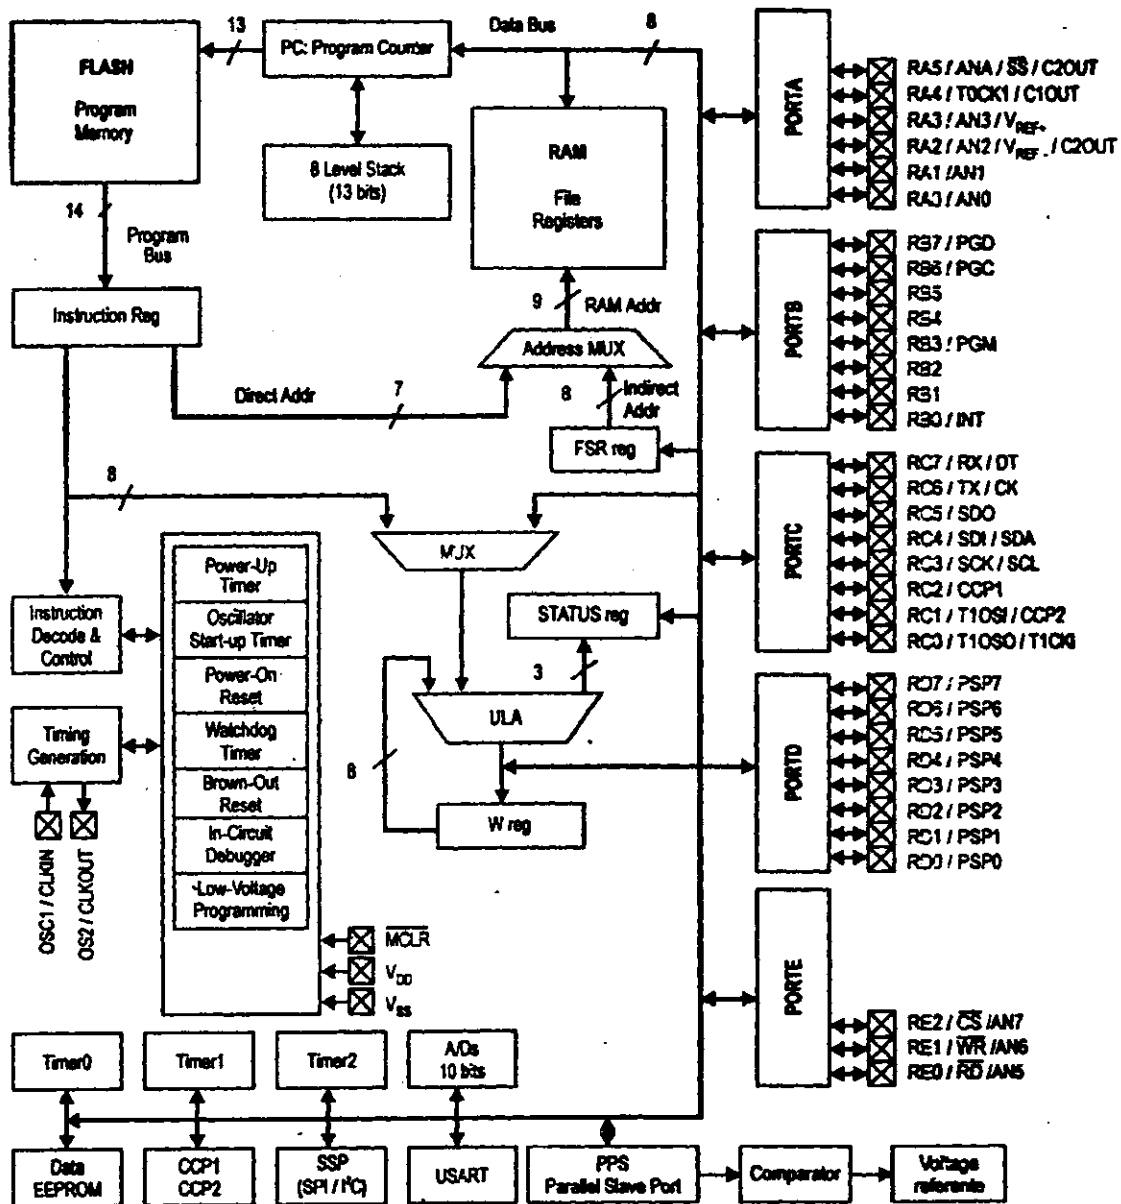 FLASH
Program
Memory
13
PC: Program Counter
Data Bus
8
8 Level Stack
(13 bits)
RAM
File
Registers
14
Program
Bus
Instruction Reg
9
RAM Addr
Address MUX
Direct Addr
7
8
Indirect
Addr
FSR reg
8
MUX
STATUS reg
3
ULA
8
W reg
Instruction
Decode &
Control
Timing
Generation
OSC1 / CLKIN
OS2 / CLKOUT
Power-Up
Timer
Oscillator
Start-up Timer
Power-On
Reset
Watchdog
Timer
Brown-Out
Reset
In-Circuit
Debugger
Low-Voltage
Programming
MCLR
VDD
VSS
PORTA
RA5 / ANA / SS / C2OUT
RA4 / T0CK1 / C1OUT
RA3 / AN3 / VREF+
RA2 / AN2 / VREF- / C2OUT
RA1 /AN1
RA0 / AN0
PORTB
RB7 / PGD
RB6 / PGC
RB5
RB4
RB3 / PGM
RB2
RB1
RB0 / INT
PORTC
RC7 / RX / DT
RC6 / TX / CK
RC5 / SDO
RC4 / SDI / SDA
RC3 / SCK / SCL
RC2 / CCP1
RC1 / T1OSI / CCP2
RC0 / T1OSO / T1CKI
PORTD
RD7 / PSP7
RD6 / PSP6
RD5 / PSP5
RD4 / PSP4
RD3 / PSP3
RD2 / PSP2
RD1 / PSP1
RD0 / PSP0
PORTE
RE2 / CS /AN7
RE1 / WR /AN6
RE0 / RD /AN5
Timer0
Timer1
Timer2
A/Ds
10 bits
Data
EEPROM
CCP1
CCP2
SSP
(SPI / I²C)
USART
PPS
Parallel Slave Port
Comparator
Voltage
referente